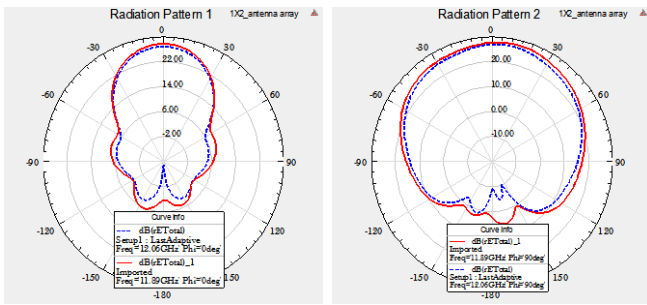 Radiation Pattern 1
1X2_antenna array
0
-30
30
22.00
-60
60
14.00
6.00
-2.00
-90
90
-120
120
-150
150
-180
Curve Info
dB(rETotal)
Setup1 : LastAdaptive
Freq='12.06GHz' Phi='0deg'
dB(rETotal)_1
Imported
Freq='11.89GHz' Phi='0deg'
Radiation Pattern 2
1X2_antenna array
0
-30
30
20.00
-60
60
10.00
0.00
-10.00
-90
90
-120
120
-150
150
-180
Curve Info
dB(rETotal)_1
Imported
Freq='11.89GHz' Phi='90deg'
dB(rETotal)
Setup1 : LastAdaptive
Freq='12.06GHz' Phi='90deg'